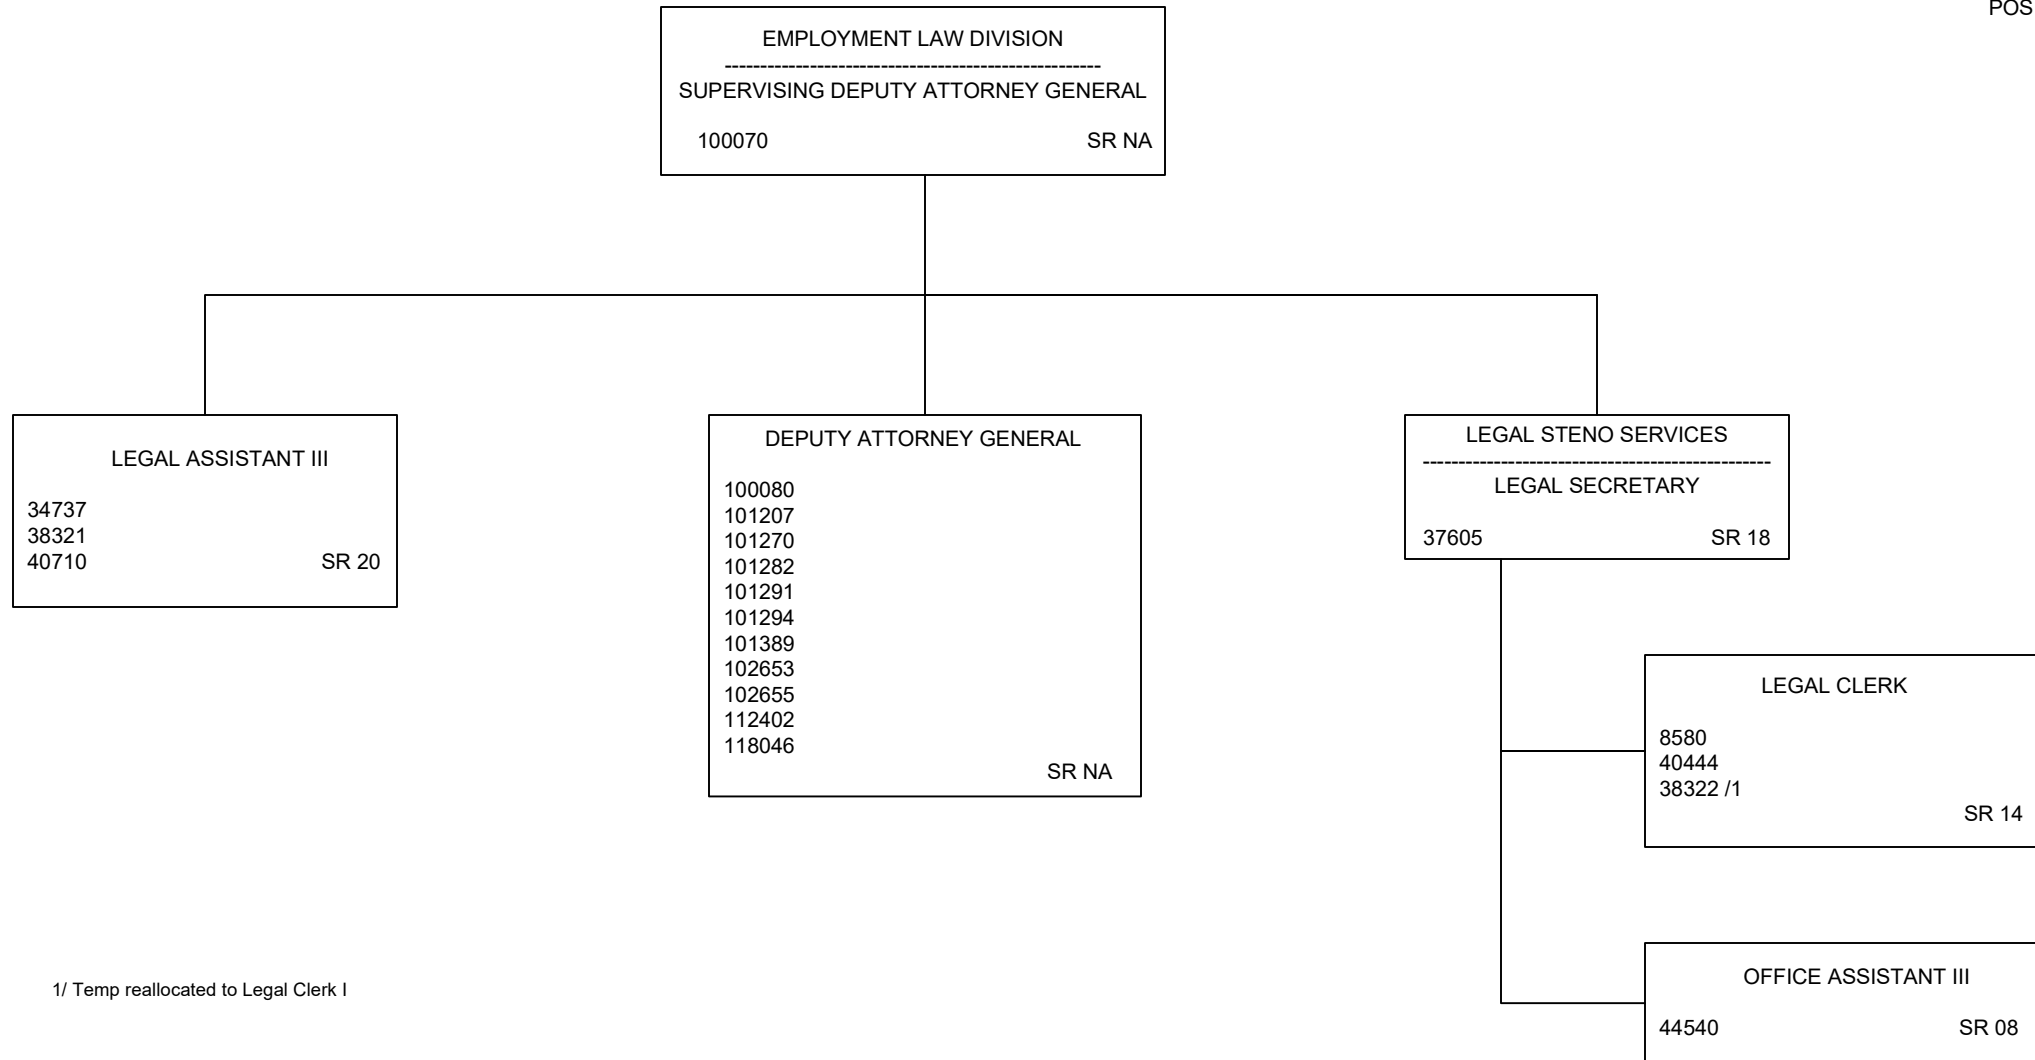 POS
EMPLOYMENT LAW DIVISION
-----------------------------------------------------
SUPERVISING DEPUTY ATTORNEY GENERAL
100070 SR NA
LEGAL ASSISTANT III
34737
38321
40710 SR 20
DEPUTY ATTORNEY GENERAL
100080
101207
101270
101282
101291
101294
101389
102653
102655
112402
118046
SR NA
LEGAL STENO SERVICES
-------------------------------------------------
LEGAL SECRETARY
37605 SR 18
LEGAL CLERK
8580
40444
38322 /1
SR 14
OFFICE ASSISTANT III
44540 SR 08
1/ Temp reallocated to Legal Clerk I